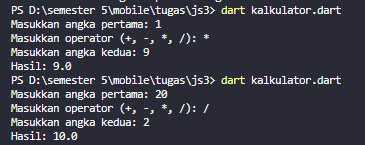 PS D:\semester 5\mobile\tugas\js3> dart kalkulator.dart
Masukkan angka pertama: 1
Masukkan operator (+, -, *, /): *
Masukkan angka kedua: 9
Hasil: 9.0
PS D:\semester 5\mobile\tugas\js3> dart kalkulator.dart
Masukkan angka pertama: 20
Masukkan operator (+, -, *, /): /
Masukkan angka kedua: 2
Hasil: 10.0